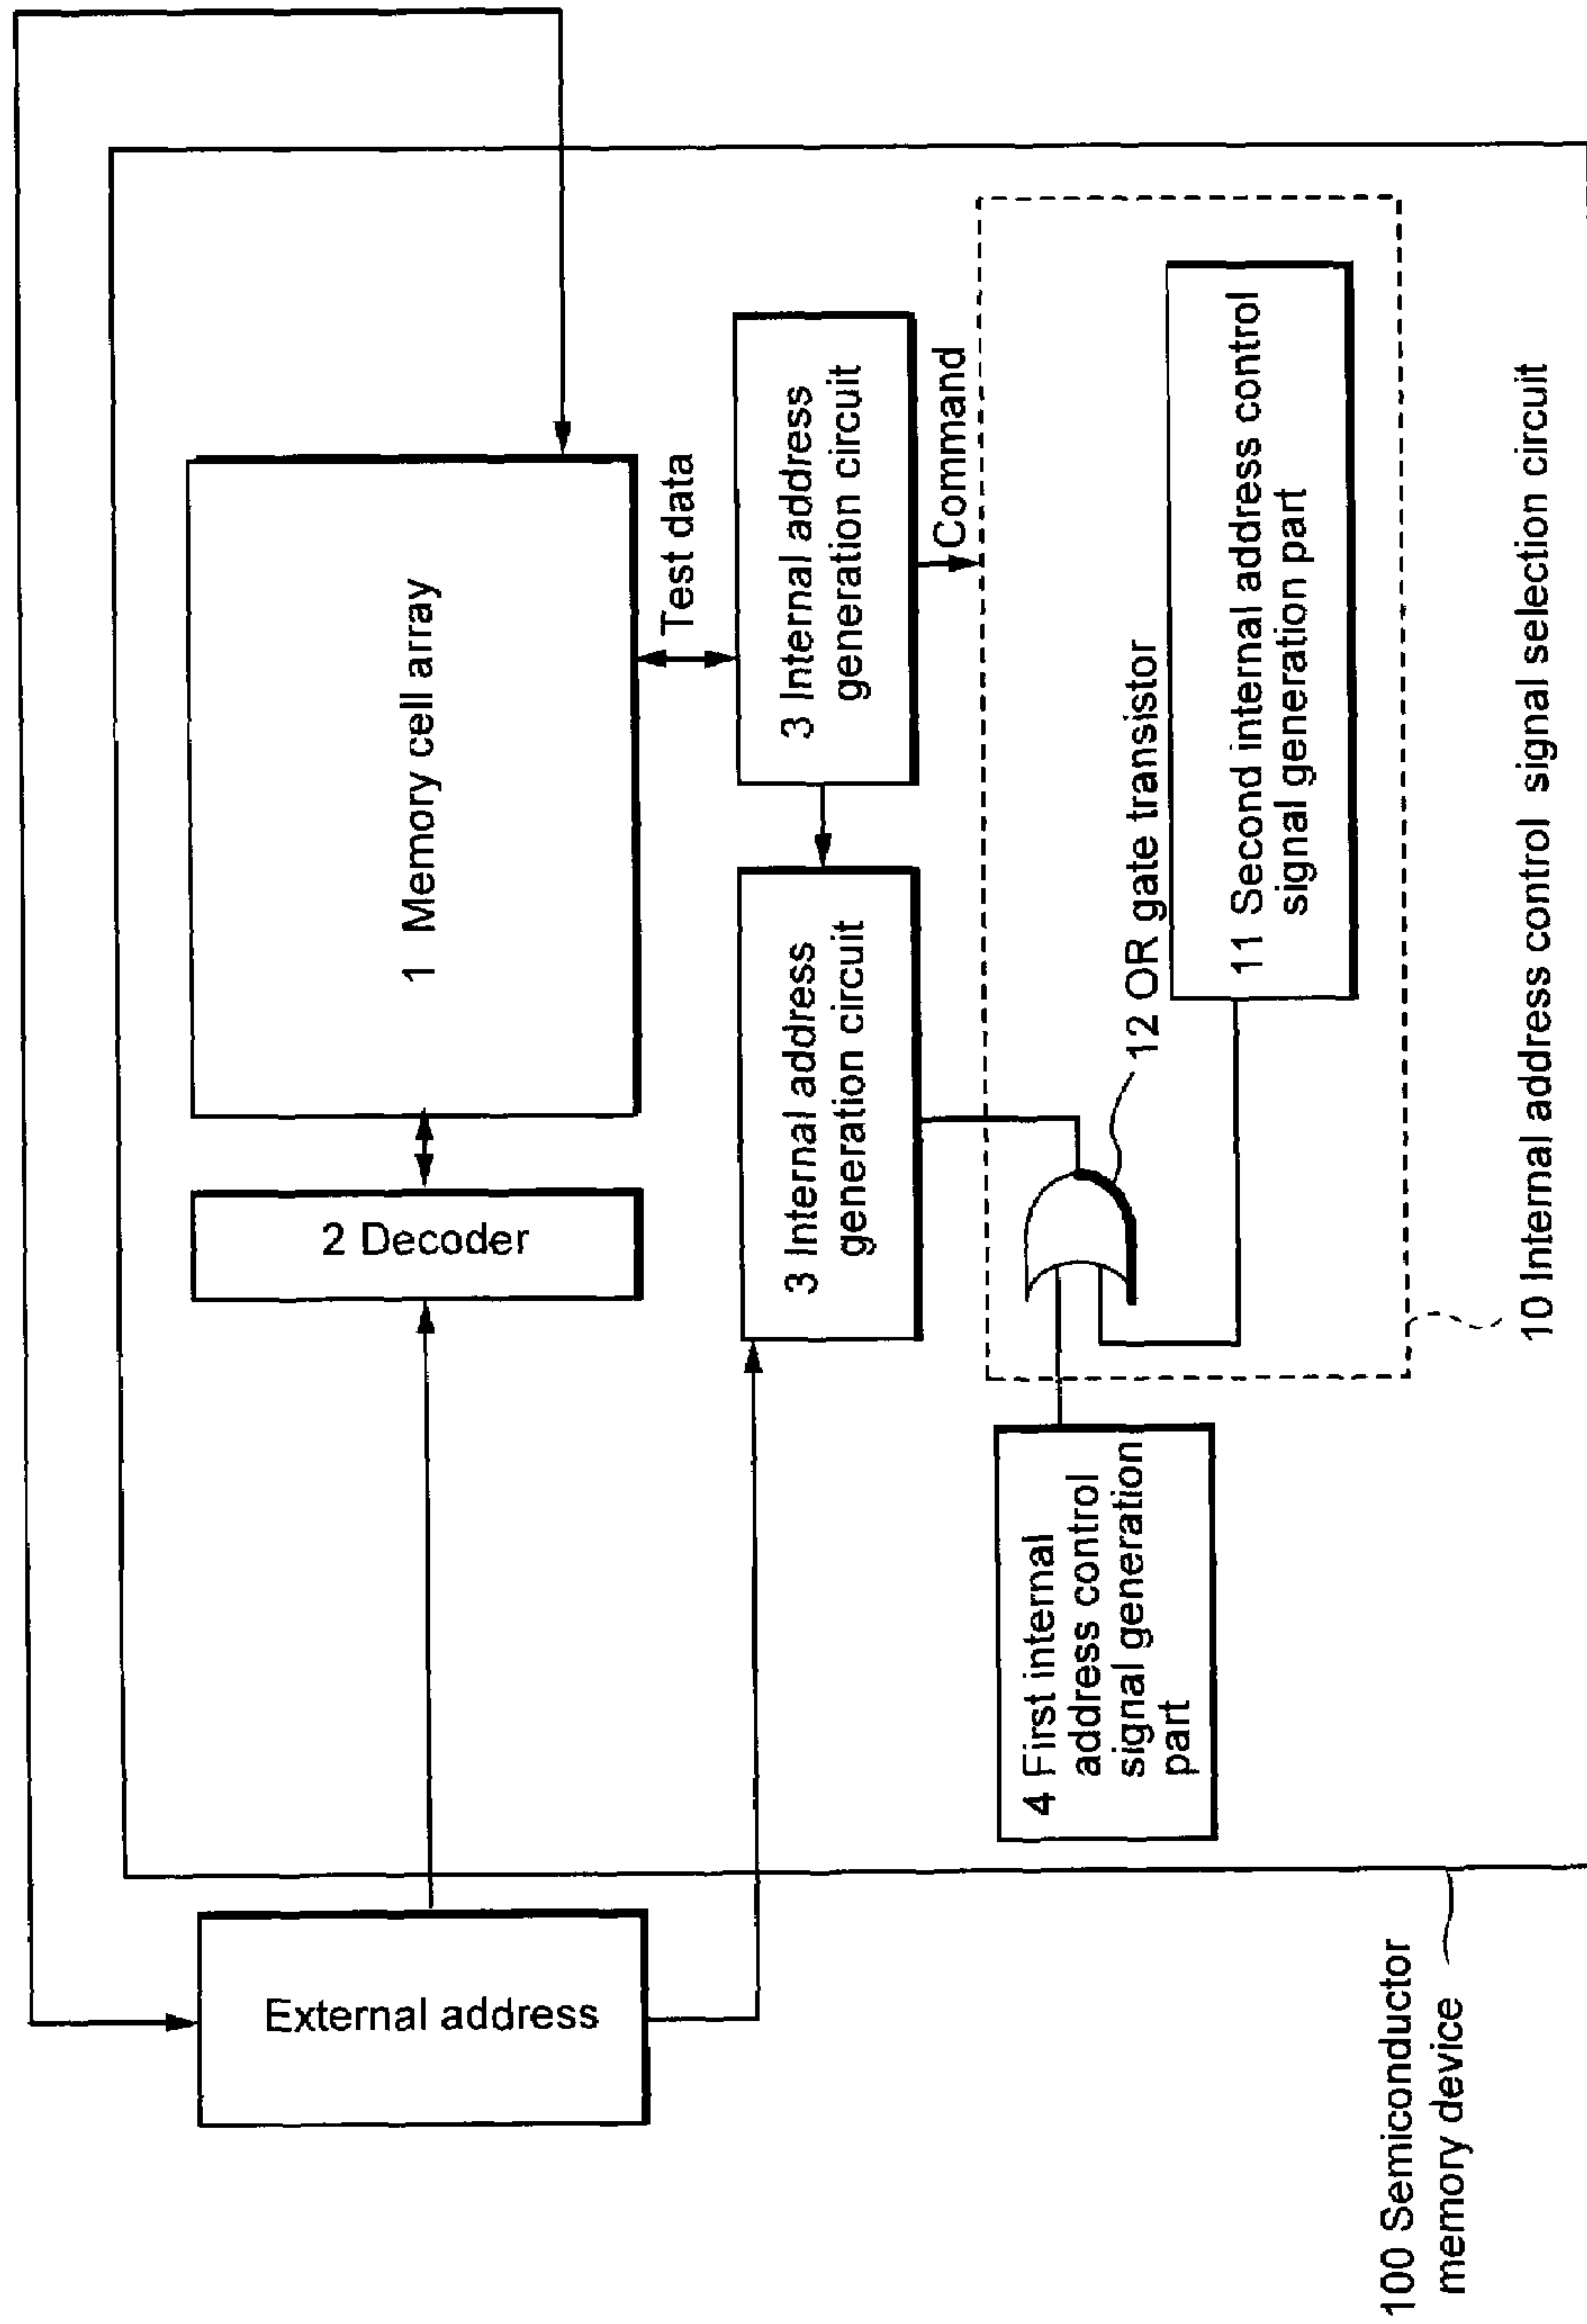 External address
2 Decoder
1 Memory cell array
Test data
3 Internal address
generation circuit
3 Internal address
generation circuit
Command
4 First internal
address control
signal generation
part
12 OR gate transistor
11 Second internal address control
signal generation part
10 Internal address control signal selection circuit
100 Semiconductor
memory device